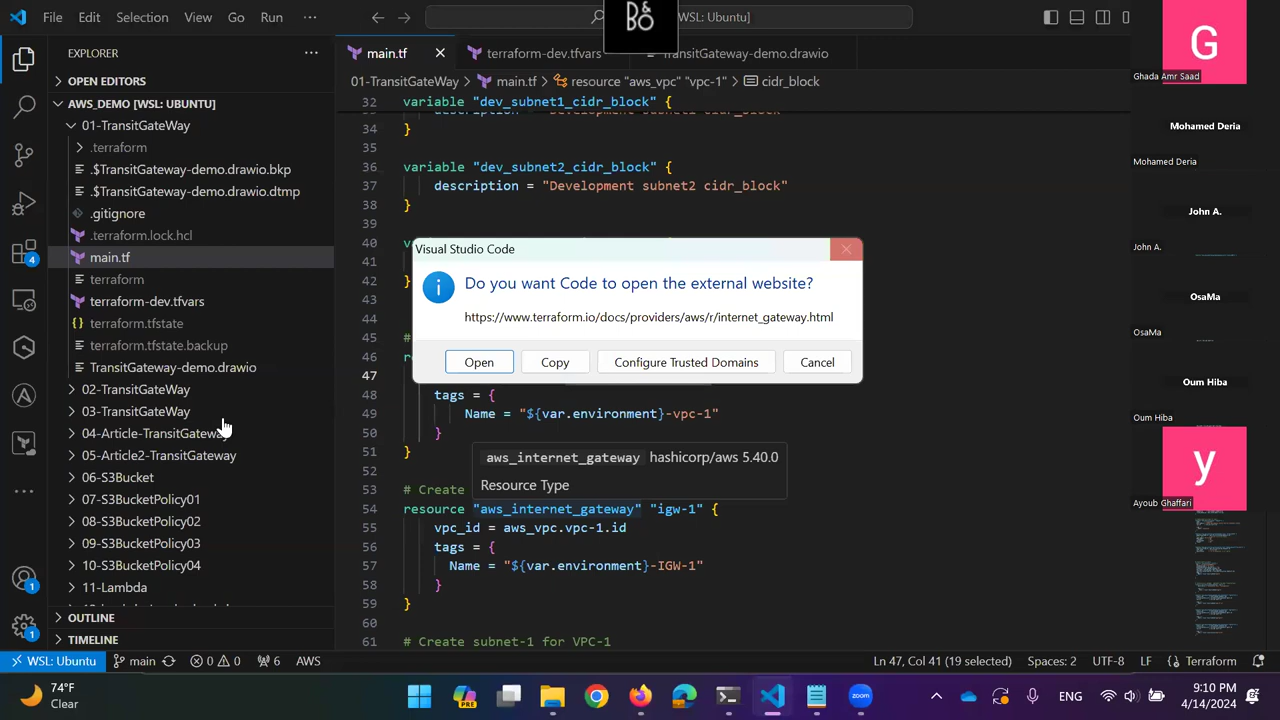 File Edit Selection View Go Run ···
WSL: Ubuntu]
B&
BO
EXPLORER
OPEN EDITORS
AWS_DEMO [WSL: UBUNTU]
01-TransitGateWay
.terraform
.$TransitGateway-demo.drawio.bkp
.$TransitGateway-demo.drawio.dtmp
.gitignore
.terraform.lock.hcl
main.tf
terraform
terraform-dev.tfvars
{} terraform.tfstate
terraform.tfstate.backup
TransitGateway-demo.drawio
02-TransitGateWay
03-TransitGateWay
04-Article-TransitGateway
05-Article2-TransitGateway
06-S3Bucket
07-S3BucketPolicy01
08-S3BucketPolicy02
09-S3BucketPolicy03
10-S3BucketPolicy04
11-Lambda
OUTLINE
TIMELINE
4
1
1
main.tf
terraform-dev.tfvars
TransitGateway-demo.drawio
01-TransitGateWay > main.tf > resource "aws_vpc" "vpc-1" > cidr_block
32 variable "dev_subnet1_cidr_block" {
34 }
35
36 variable "dev_subnet2_cidr_block" {
37 description = "Development subnet2 cidr_block"
38 }
39
40
41
42
43
44
45 #
46
47
48 tags = {
49 Name = "${var.environment}-vpc-1"
50 }
51 }
52
53 # Create
54 resource "aws_internet_gateway" "igw-1" {
55 vpc_id = aws_vpc.vpc-1.id
56 tags = {
57 Name = "${var.environment}-IGW-1"
58 }
59 }
60
61 # Create subnet-1 for VPC-1
Visual Studio Code
Do you want Code to open the external website?
https://www.terraform.io/docs/providers/aws/r/internet_gateway.html
Open Copy Configure Trusted Domains Cancel
aws_internet_gateway hashicorp/aws 5.40.0
Resource Type
G
Ghada Amr Saad
Mohamed Deria
Mohamed Deria
John A.
John A.
OsaMa
OsaMa
Oum Hiba
Oum Hiba
y
Ayoub Ghaffari
WSL: Ubuntu main 0 0 6 AWS Ln 47, Col 41 (19 selected) Spaces: 2 UTF-8 LF {} Terraform
74°F
Clear
PRE
zoom
ENG
9:10 PM
4/14/2024